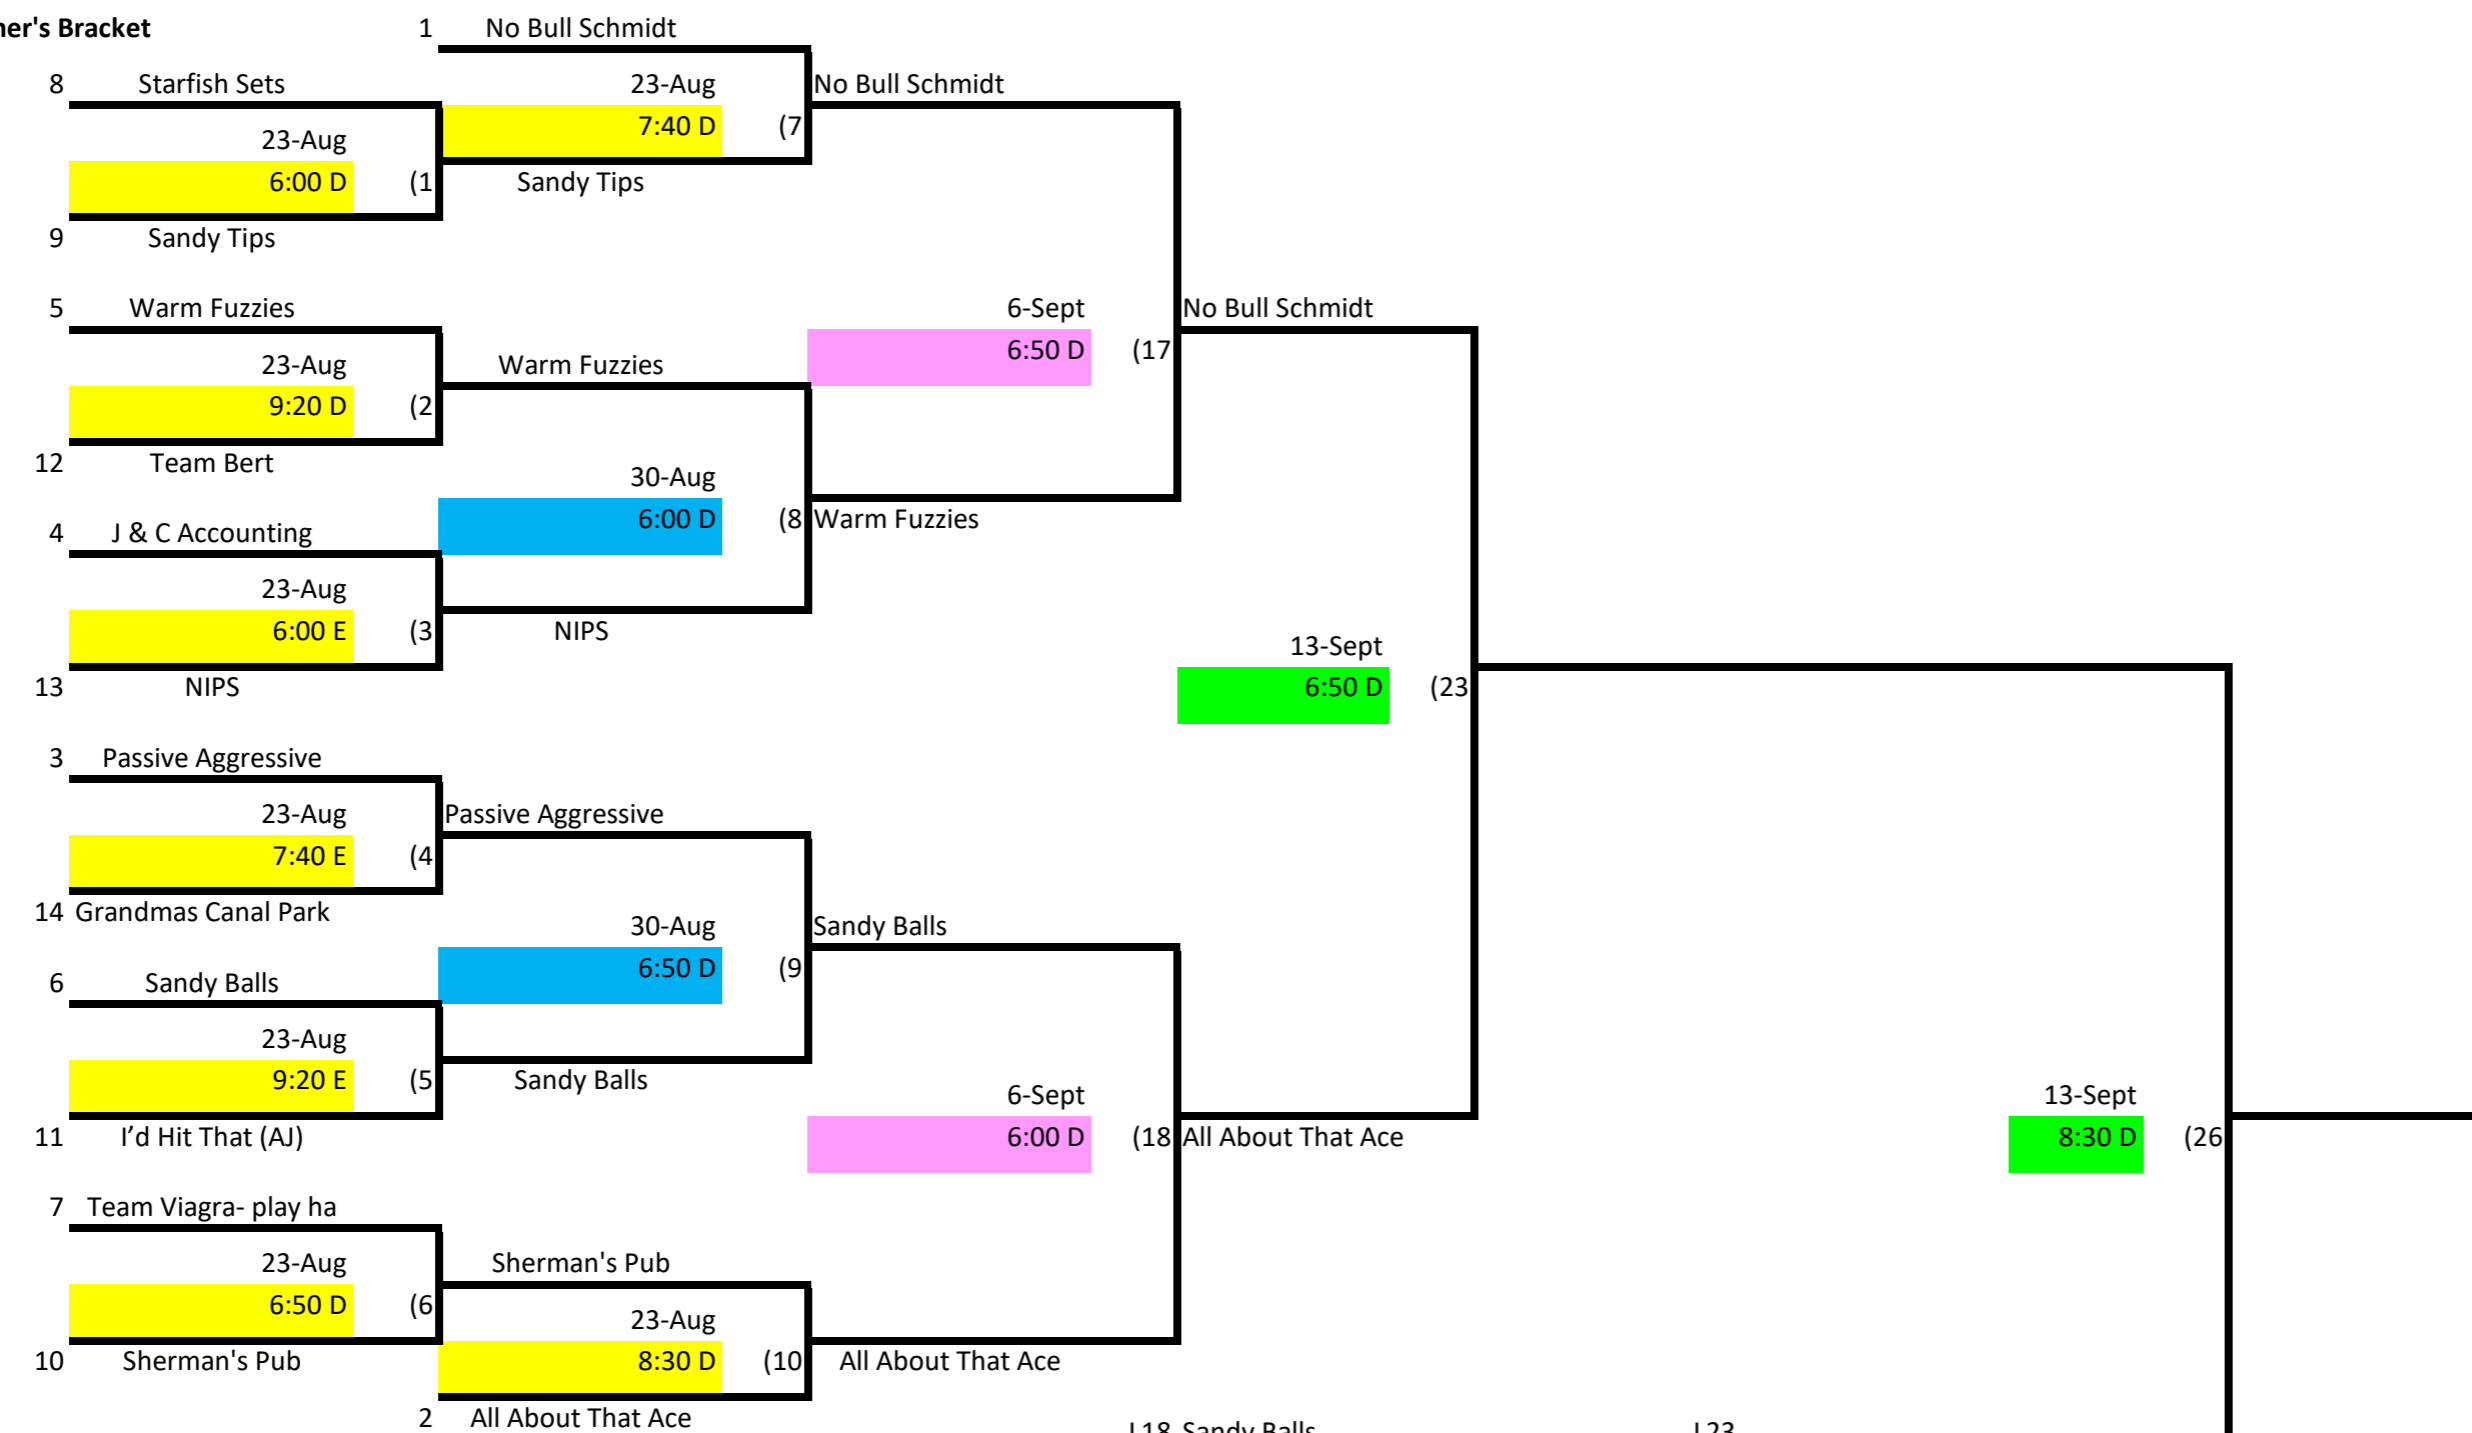 ner's Bracket
1 No Bull Schmidt
8 Starfish Sets
23-Aug
No Bull Schmidt
7:40 D (7
23-Aug
6:00 D (1
Sandy Tips
9 Sandy Tips
5 Warm Fuzzies
6-Sept
No Bull Schmidt
6:50 D (17
23-Aug
Warm Fuzzies
9:20 D (2
12 Team Bert
30-Aug
6:00 D (8
Warm Fuzzies
4 J & C Accounting
23-Aug
6:00 E (3
NIPS
13-Sept
6:50 D (23
13 NIPS
3 Passive Aggressive
23-Aug
Passive Aggressive
7:40 E (4
14 Grandmas Canal Park
30-Aug
Sandy Balls
6:50 D (9
6 Sandy Balls
23-Aug
9:20 E (5
Sandy Balls
6-Sept
13-Sept
11 I'd Hit That (AJ)
6:00 D (18
All About That Ace
8:30 D (26
7 Team Viagra- play ha
23-Aug
Sherman's Pub
6:50 D (6
23-Aug
10 Sherman's Pub
8:30 D (10
All About That Ace
2 All About That Ace
L18 Sandy Balls
L23